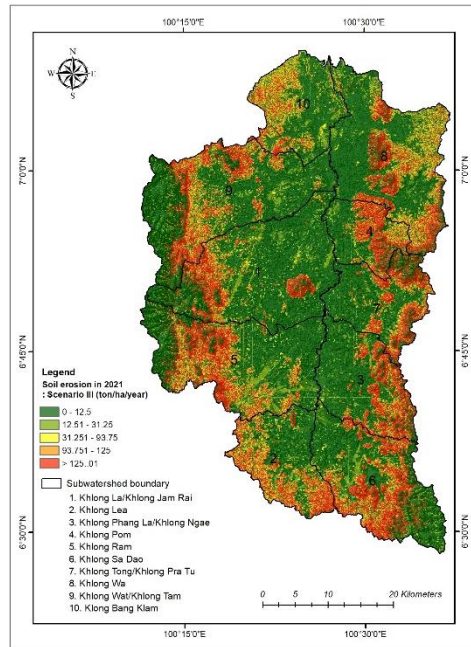 100°15'0"E 100°30'0"E
N
W E
S
10
8
7°0'0"N 7°0'0"N
9
4
1
7
6°45'0"N 6°45'0"N
5
3
Legend
Soil erosion in 2021
: Scenario III (ton/ha/year)
0 - 12.5
12.51 - 31.25
31.251 - 93.75
93.751 - 125
> 125..01
2
6
Subwatershed boundary
1. Khlong La/Khlong Jam Rai
2. Khlong Lea
3. Khlong Phang La/Khlong Ngae
4. Khlong Pom
5. Khlong Ram
6. Khlong Sa Dao
7. Khlong Tong/Khlong Pra Tu
8. Khlong Wa
9. Khlong Wat/Khlong Tam
10. Klong Bang Klam
6°30'0"N 6°30'0"N
0 5 10 20 Kilometers
100°15'0"E 100°30'0"E